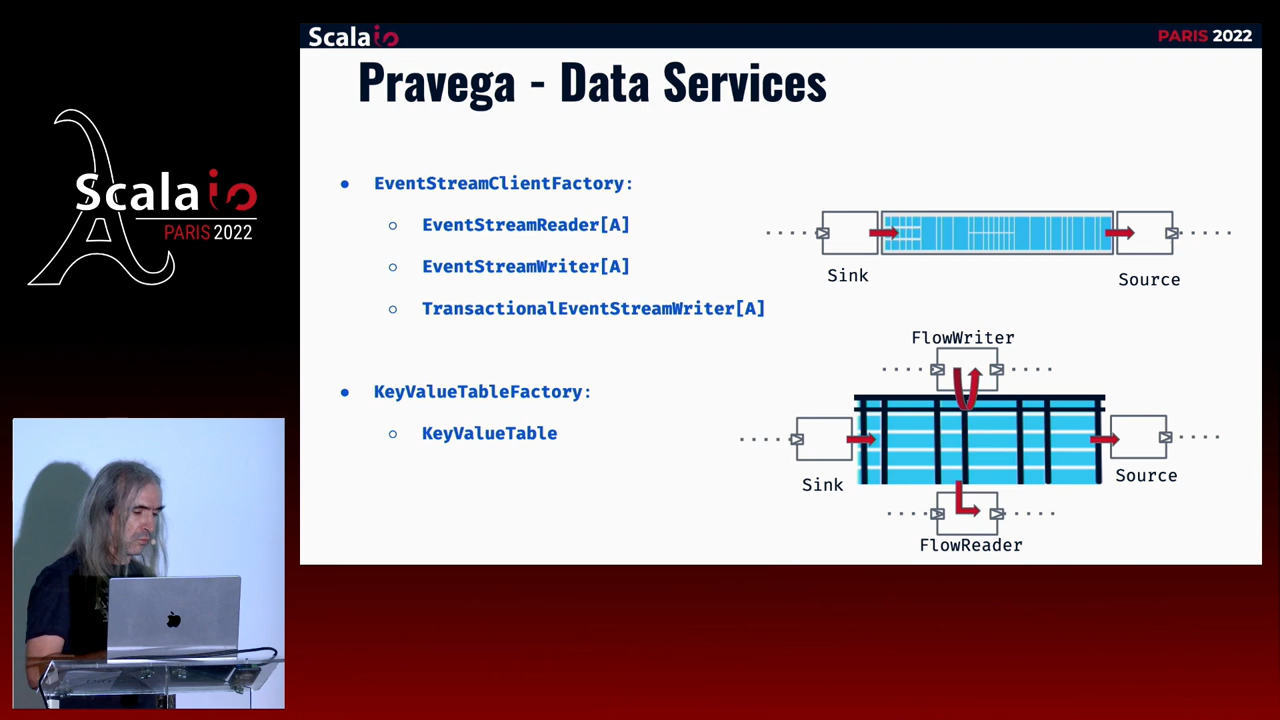 Scala io
PARIS 2022
Pravega - Data Services
EventStreamClientFactory:
EventStreamReader[A]
EventStreamWriter[A]
TransactionalEventStreamWriter[A]
KeyValueTableFactory:
KeyValueTable
Sink
Source
FlowWriter
Sink
Source
FlowReader
Scala io
PARIS 2022